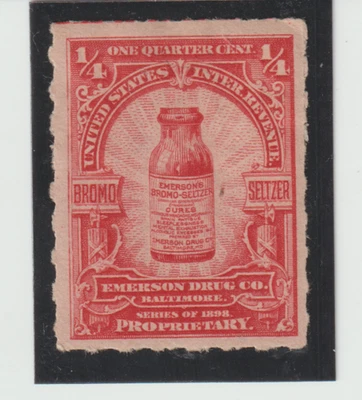 ONE QUARTER CENT.
1/4 1/4
UNITED STATES INTER. REVENUE.
EMERSON'S
BROMO-SELTZER
CURES
BROMO SELTZER
EMERSON DRUG CO.
BALTIMORE, MD.
EMERSON DRUG CO.
BALTIMORE.
SERIES OF 1898.
PROPRIETARY.